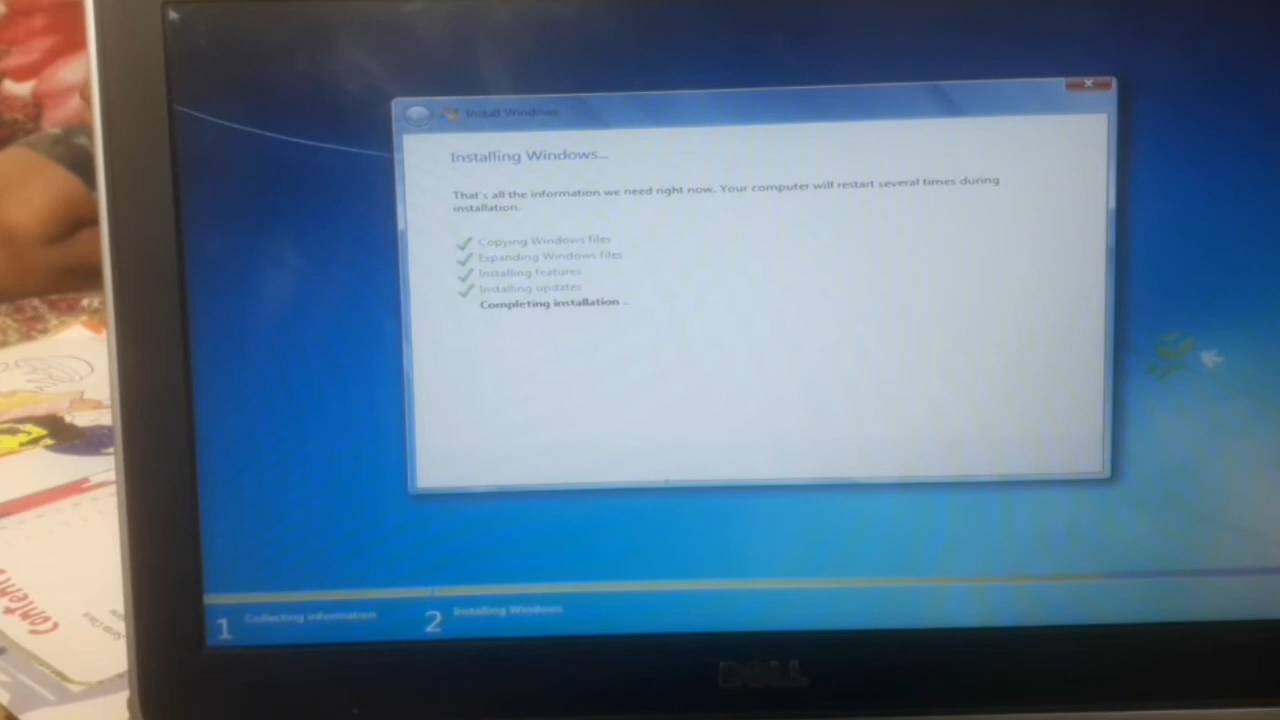 Install Windows
Installing Windows...
That's all the information we need right now. Your computer will restart several times during
installation.
Copying Windows files
Expanding Windows files
Installing features
Installing updates
Completing installation ..
1 Collecting information
2 Installing Windows
DELL